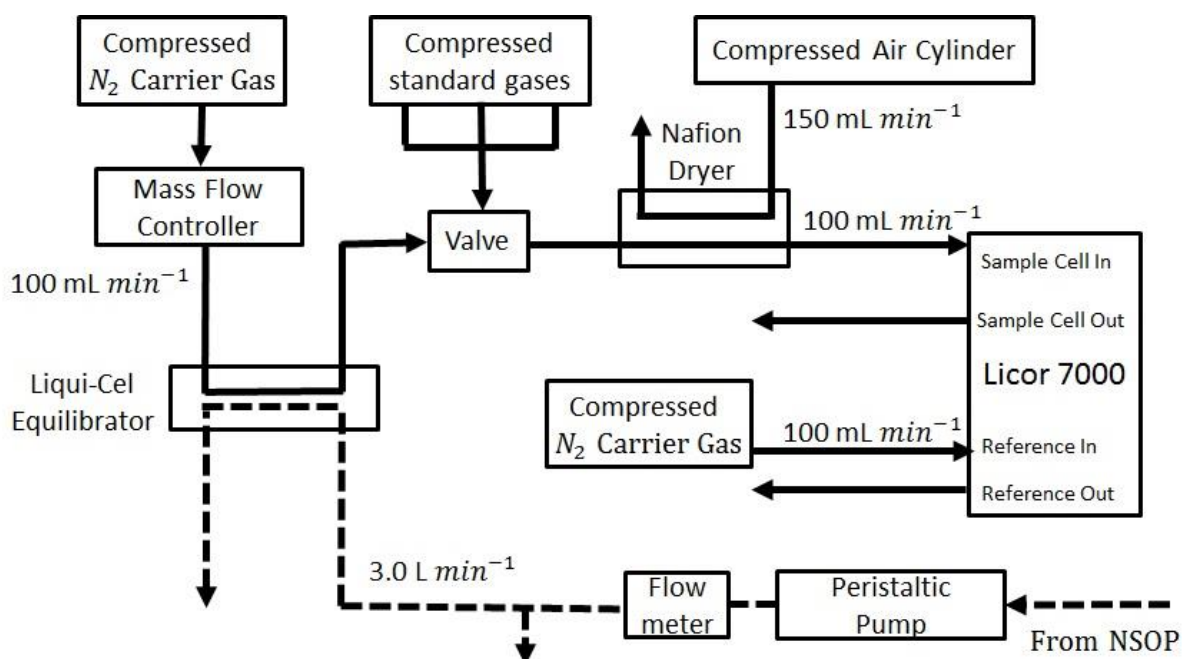 Compressed
N₂ Carrier Gas
Compressed
standard gases
Compressed Air Cylinder
150 mL min⁻¹
Nafion
Dryer
Mass Flow
Controller
Valve
100 mL min⁻¹
100 mL min⁻¹
Sample Cell In
Sample Cell Out
Licor 7000
Liqui-Cel
Equilibrator
Compressed
N₂ Carrier Gas
100 mL min⁻¹
Reference In
Reference Out
3.0 L min⁻¹
Flow
meter
Peristaltic
Pump
From NSOP